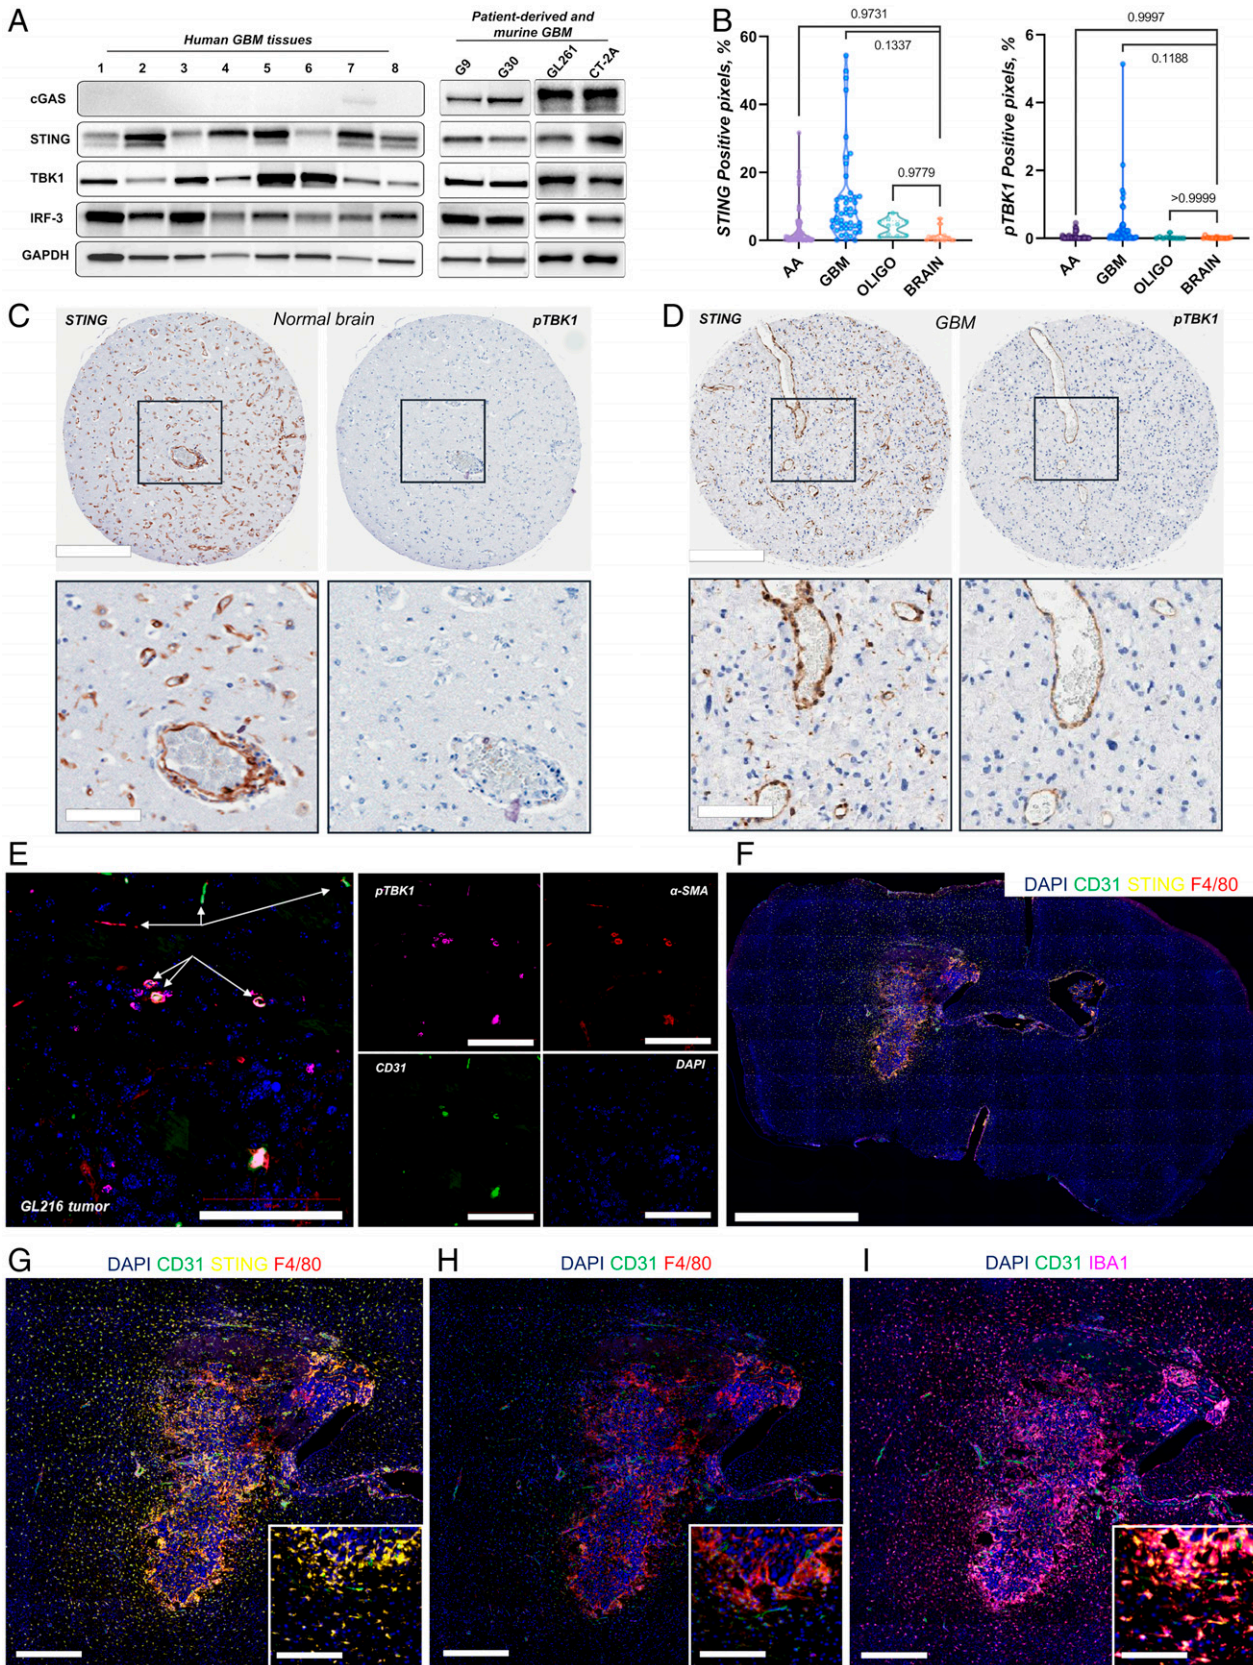 A
Human GBM tissues
Patient-derived and
murine GBM
1 2 3 4 5 6 7 8
G9 G30 GL261 CT-2A
cGAS
STING
TBK1
IRF-3
GAPDH
B
STING Positive pixels, %
60
40
20
0
0.9731
0.1337
0.9779
AA GBM OLIGO BRAIN
pTBK1 Positive pixels, %
6
4
2
0
0.9997
0.1188
>0.9999
AA GBM OLIGO BRAIN
C
STING Normal brain pTBK1
D
STING GBM pTBK1
E
pTBK1
α-SMA
CD31
DAPI
GL216 tumor
F
DAPI CD31 STING F4/80
G
DAPI CD31 STING F4/80
H
DAPI CD31 F4/80
I
DAPI CD31 IBA1